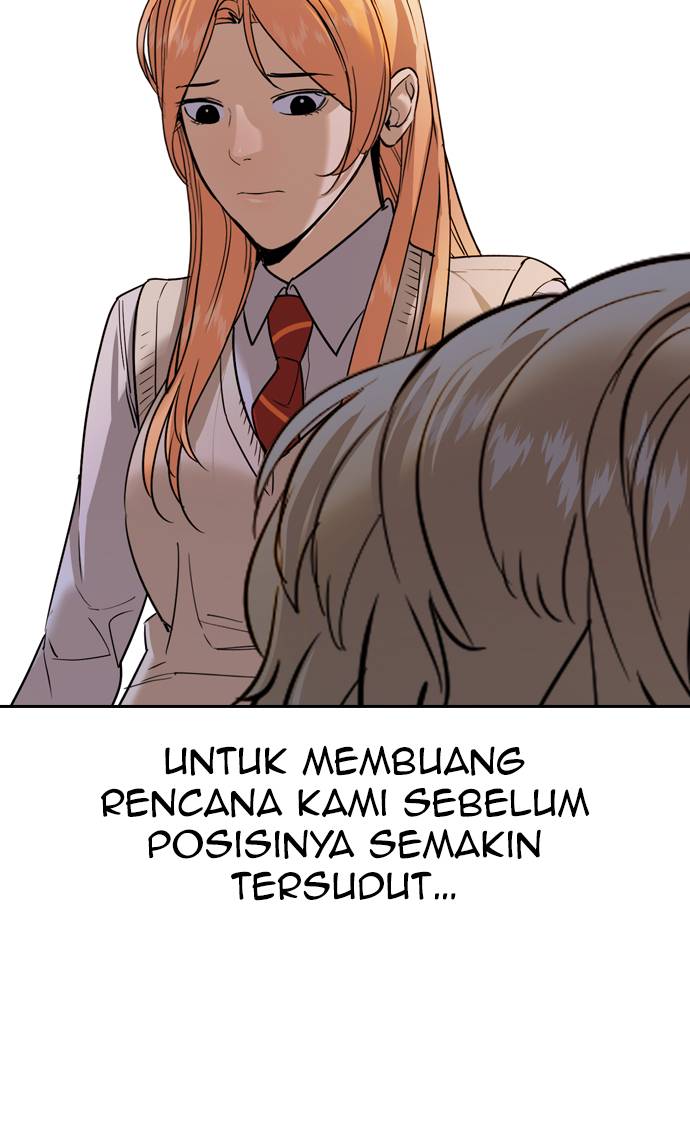 UNTUK MEMBUANG
RENCANA KAMI SEBELUM
POSISINYA SEMAKIN
TERSUDUT...